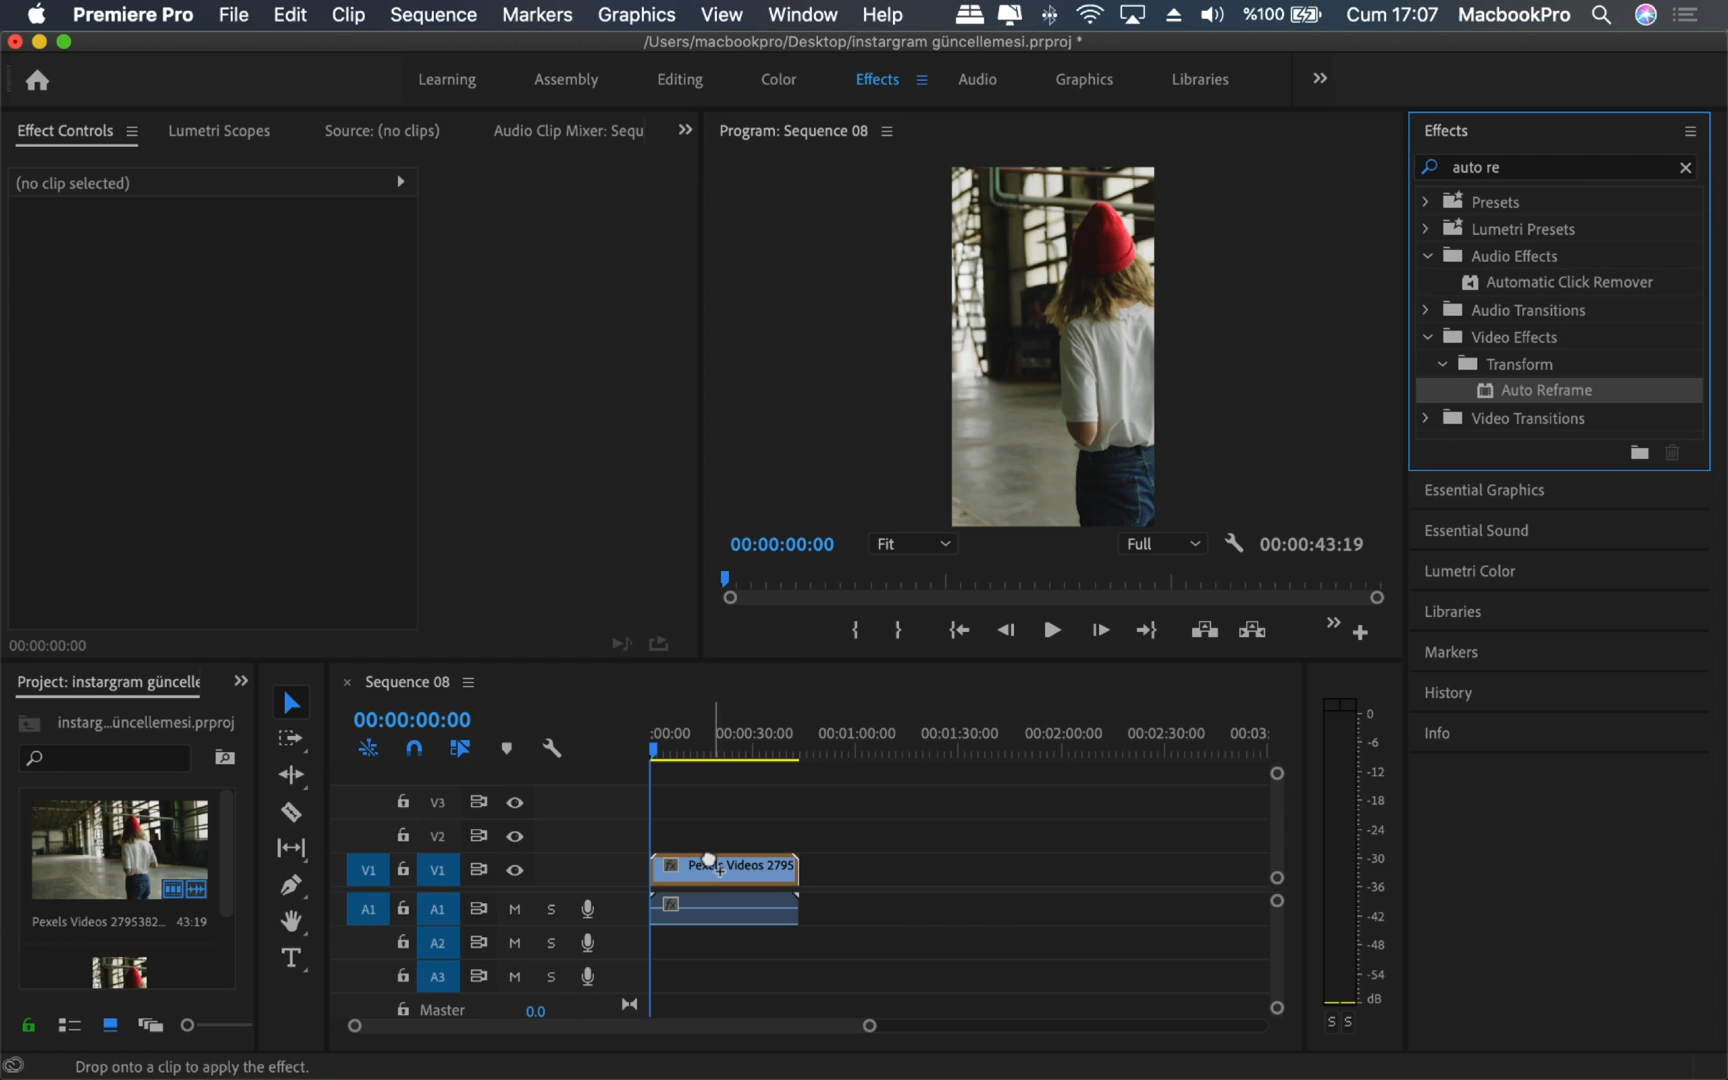 Premiere Pro File Edit Clip Sequence Markers Graphics View Window Help %100 Cum 17:07 MacbookPro
/Users/macbookpro/Desktop/instargram güncellemesi.prproj *
Learning Assembly Editing Color Effects Audio Graphics Libraries
Effect Controls Lumetri Scopes Source: (no clips) Audio Clip Mixer: Sequ
(no clip selected)
00:00:00:00
Program: Sequence 08
00:00:00:00 Fit Full 00:00:43:19
Effects
auto re
Presets
Lumetri Presets
Audio Effects
Automatic Click Remover
Audio Transitions
Video Effects
Transform
Auto Reframe
Video Transitions
Essential Graphics
Essential Sound
Lumetri Color
Libraries
Markers
History
Info
Project: instargram güncelle
instarg...üncellemesi.prproj
Pexels Videos 2795382... 43:19
Sequence 08
00:00:00:00
:00:00 00:00:30:00 00:01:00:00 00:01:30:00 00:02:00:00 00:02:30:00 00:03:
V3
V2
V1 V1 fx Pexels Videos 2795
A1 A1 M S fx
A2 M S
A3 M S
Master 0.0
0
-6
-12
-18
-24
-30
-36
-42
-48
-54
dB
S S
Drop onto a clip to apply the effect.